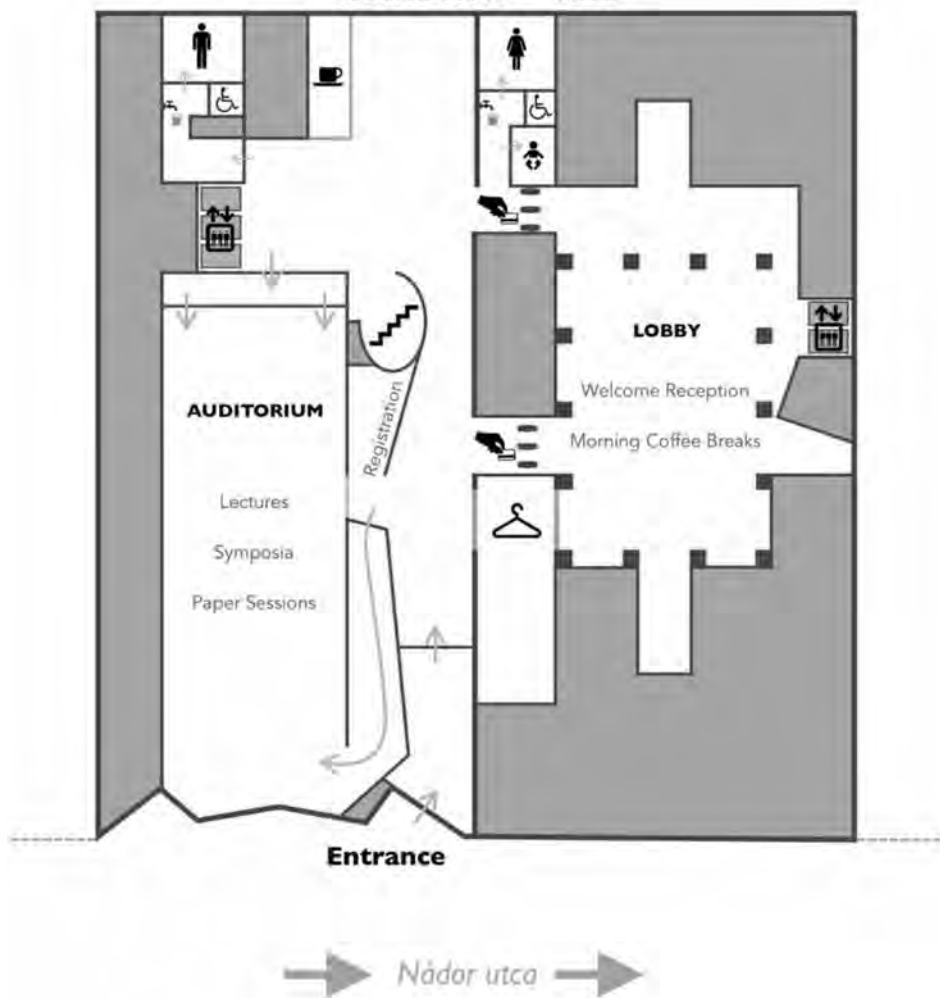 LOBBY
Welcome Reception
AUDITORIUM
Registration
Morning Coffee Breaks
Lectures
Symposia
Paper Sessions
Entrance
Nádor utca